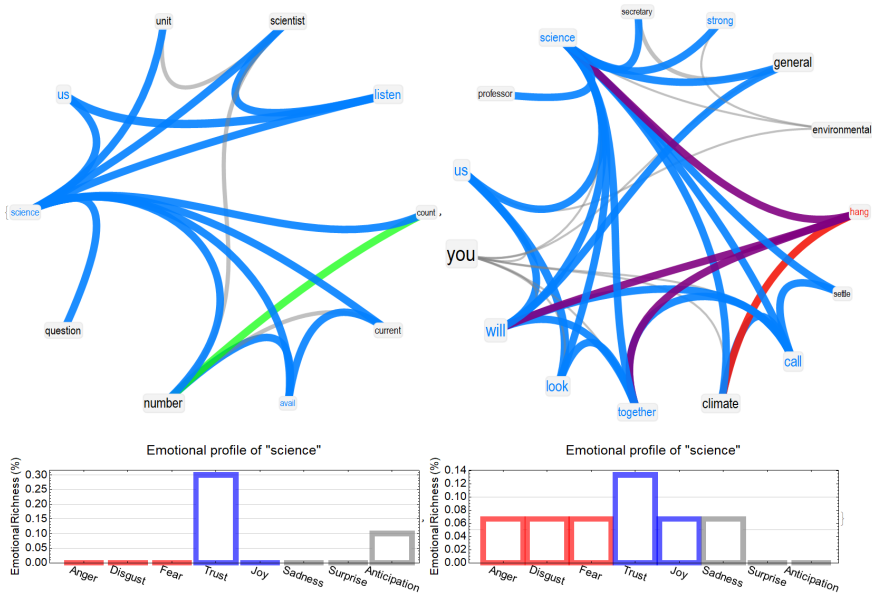 unit
scientist
us
listen
science
count
,
question
current
number
avail
secretary
strong
science
general
professor
environmental
us
hang
you
settle
will
call
look
climate
together
Emotional profile of "science"
Emotional Richness (%)
0.30
0.25
0.20
0.15
0.10
0.05
0.00
Anger
Disgust
Fear
Trust
Joy
Sadness
Surprise
Anticipation
,
Emotional profile of "science"
Emotional Richness (%)
0.14
0.12
0.10
0.08
0.06
0.04
0.02
0.00
Anger
Disgust
Fear
Trust
Joy
Sadness
Surprise
Anticipation
}